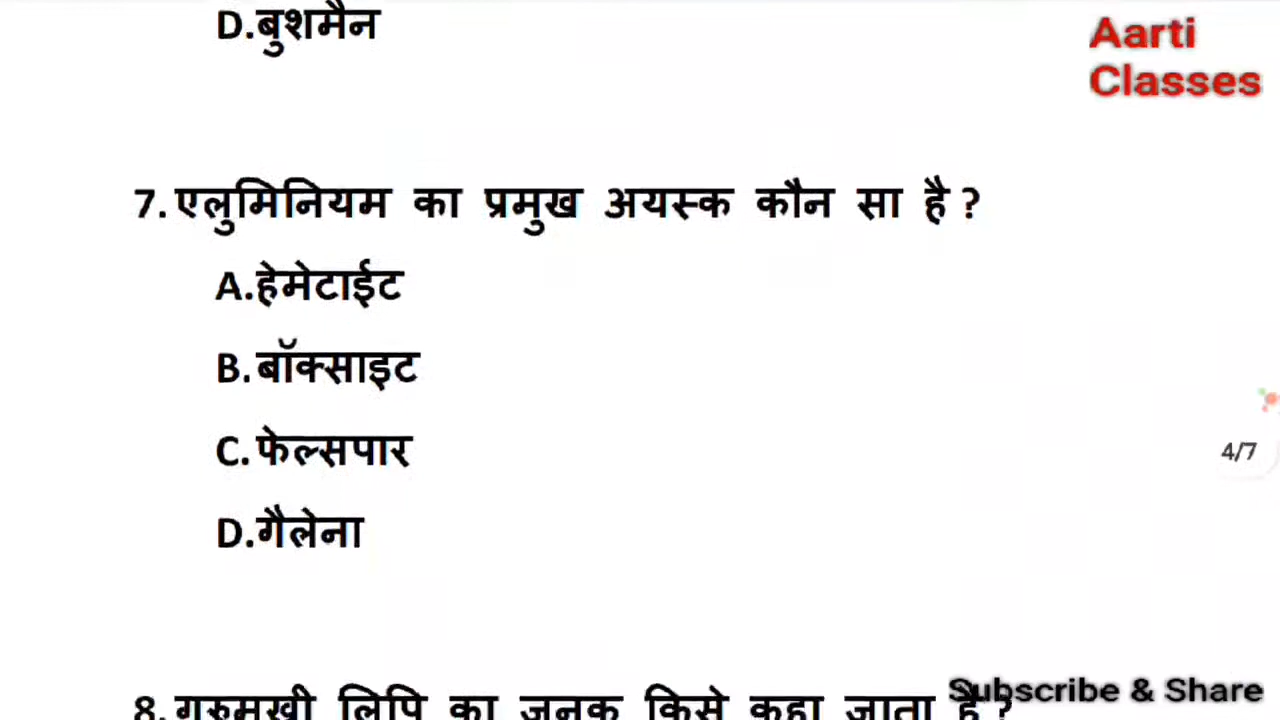 D.बुशमैन
Aarti
Classes
7. एलुमिनियम का प्रमुख अयस्क कौन सा है ?
A.हेमेटाईट
B.बॉक्साइट
C. फेल्सपार
4/7
D.गैलेना
8. गुरुमुखी लिपि का जनक किसे कहा जाता है ?
Subscribe & Share